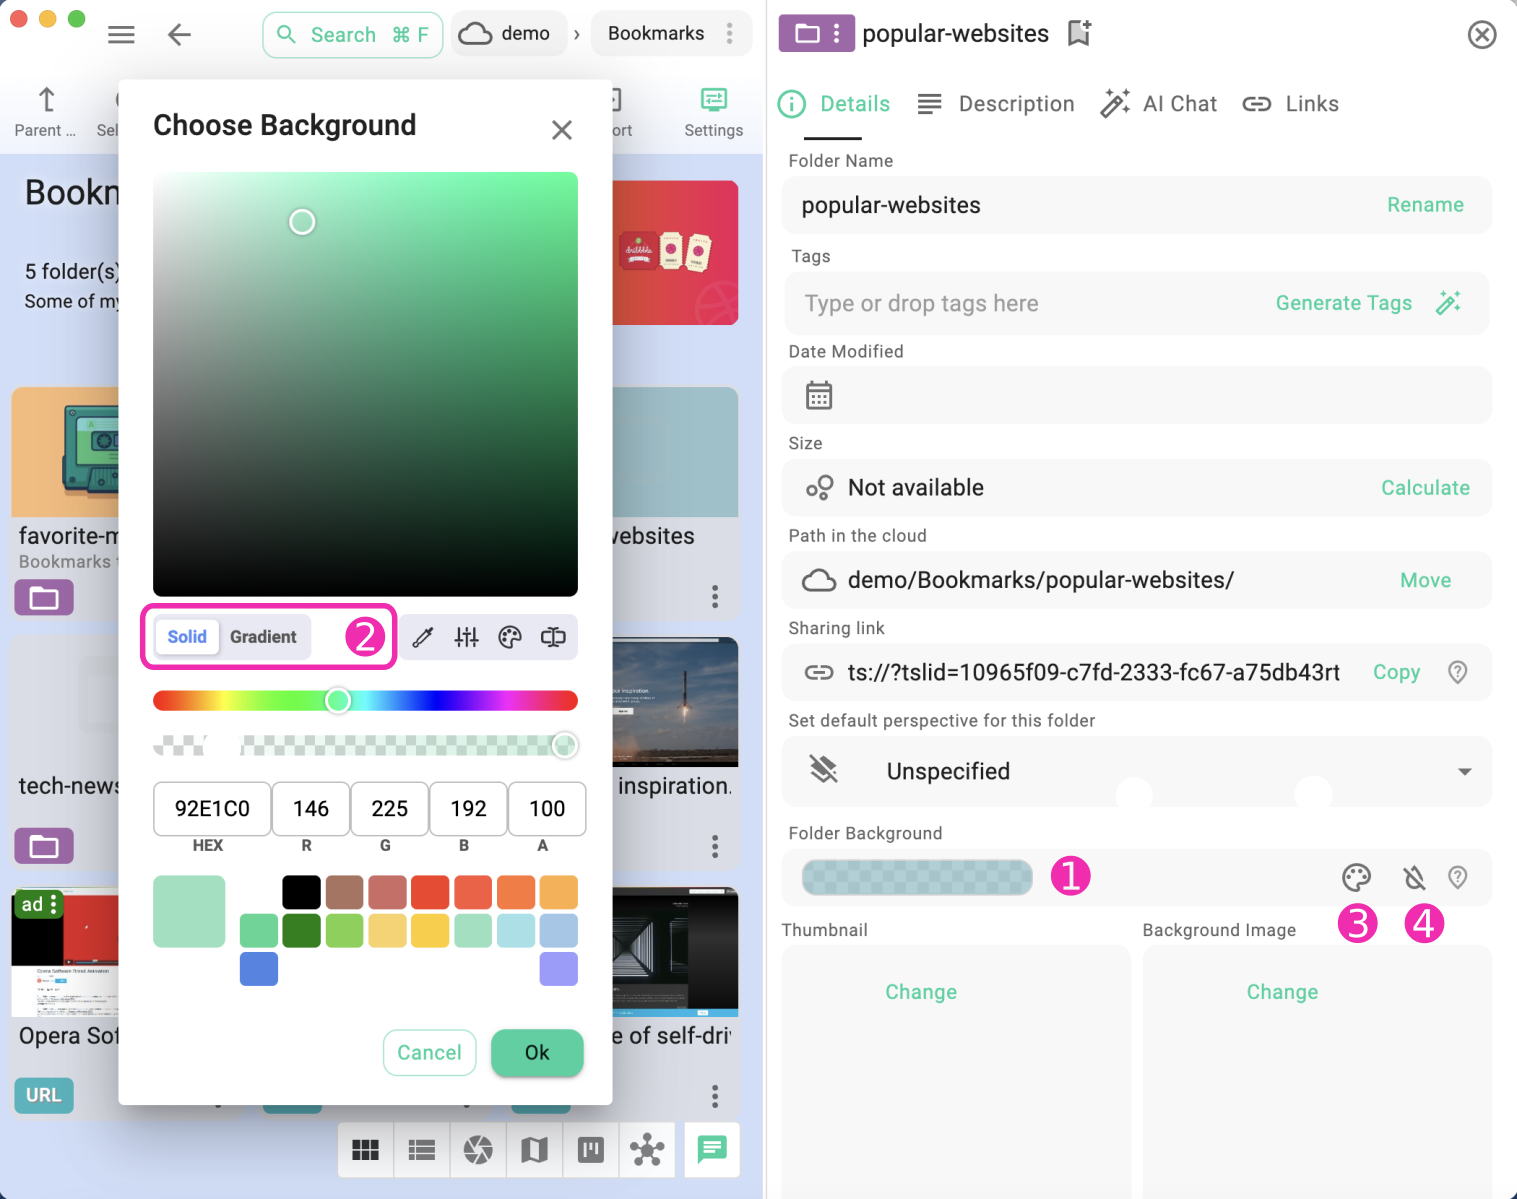 Search ⌘ F
demo
›
Bookmarks
Parent ...
Sel
ort
Settings
Bookn
5 folder(s)
Some of my
Choose Background
dribbble
favorite-m
Bookmarks t
ebsites
Solid
Gradient
2
tech-news
inspiration.
92E1C0
146
225
192
100
HEX
R
G
B
A
ad
Opera Sof
e of self-dri
URL
Cancel
Ok
popular-websites
Details
Description
AI Chat
Links
Folder Name
popular-websites
Rename
Tags
Type or drop tags here
Generate Tags
Date Modified
Size
Not available
Calculate
Path in the cloud
demo/Bookmarks/popular-websites/
Move
Sharing link
ts://?tslid=10965f09-c7fd-2333-fc67-a75db43rt
Copy
Set default perspective for this folder
Unspecified
Folder Background
1
3
4
Thumbnail
Background Image
Change
Change